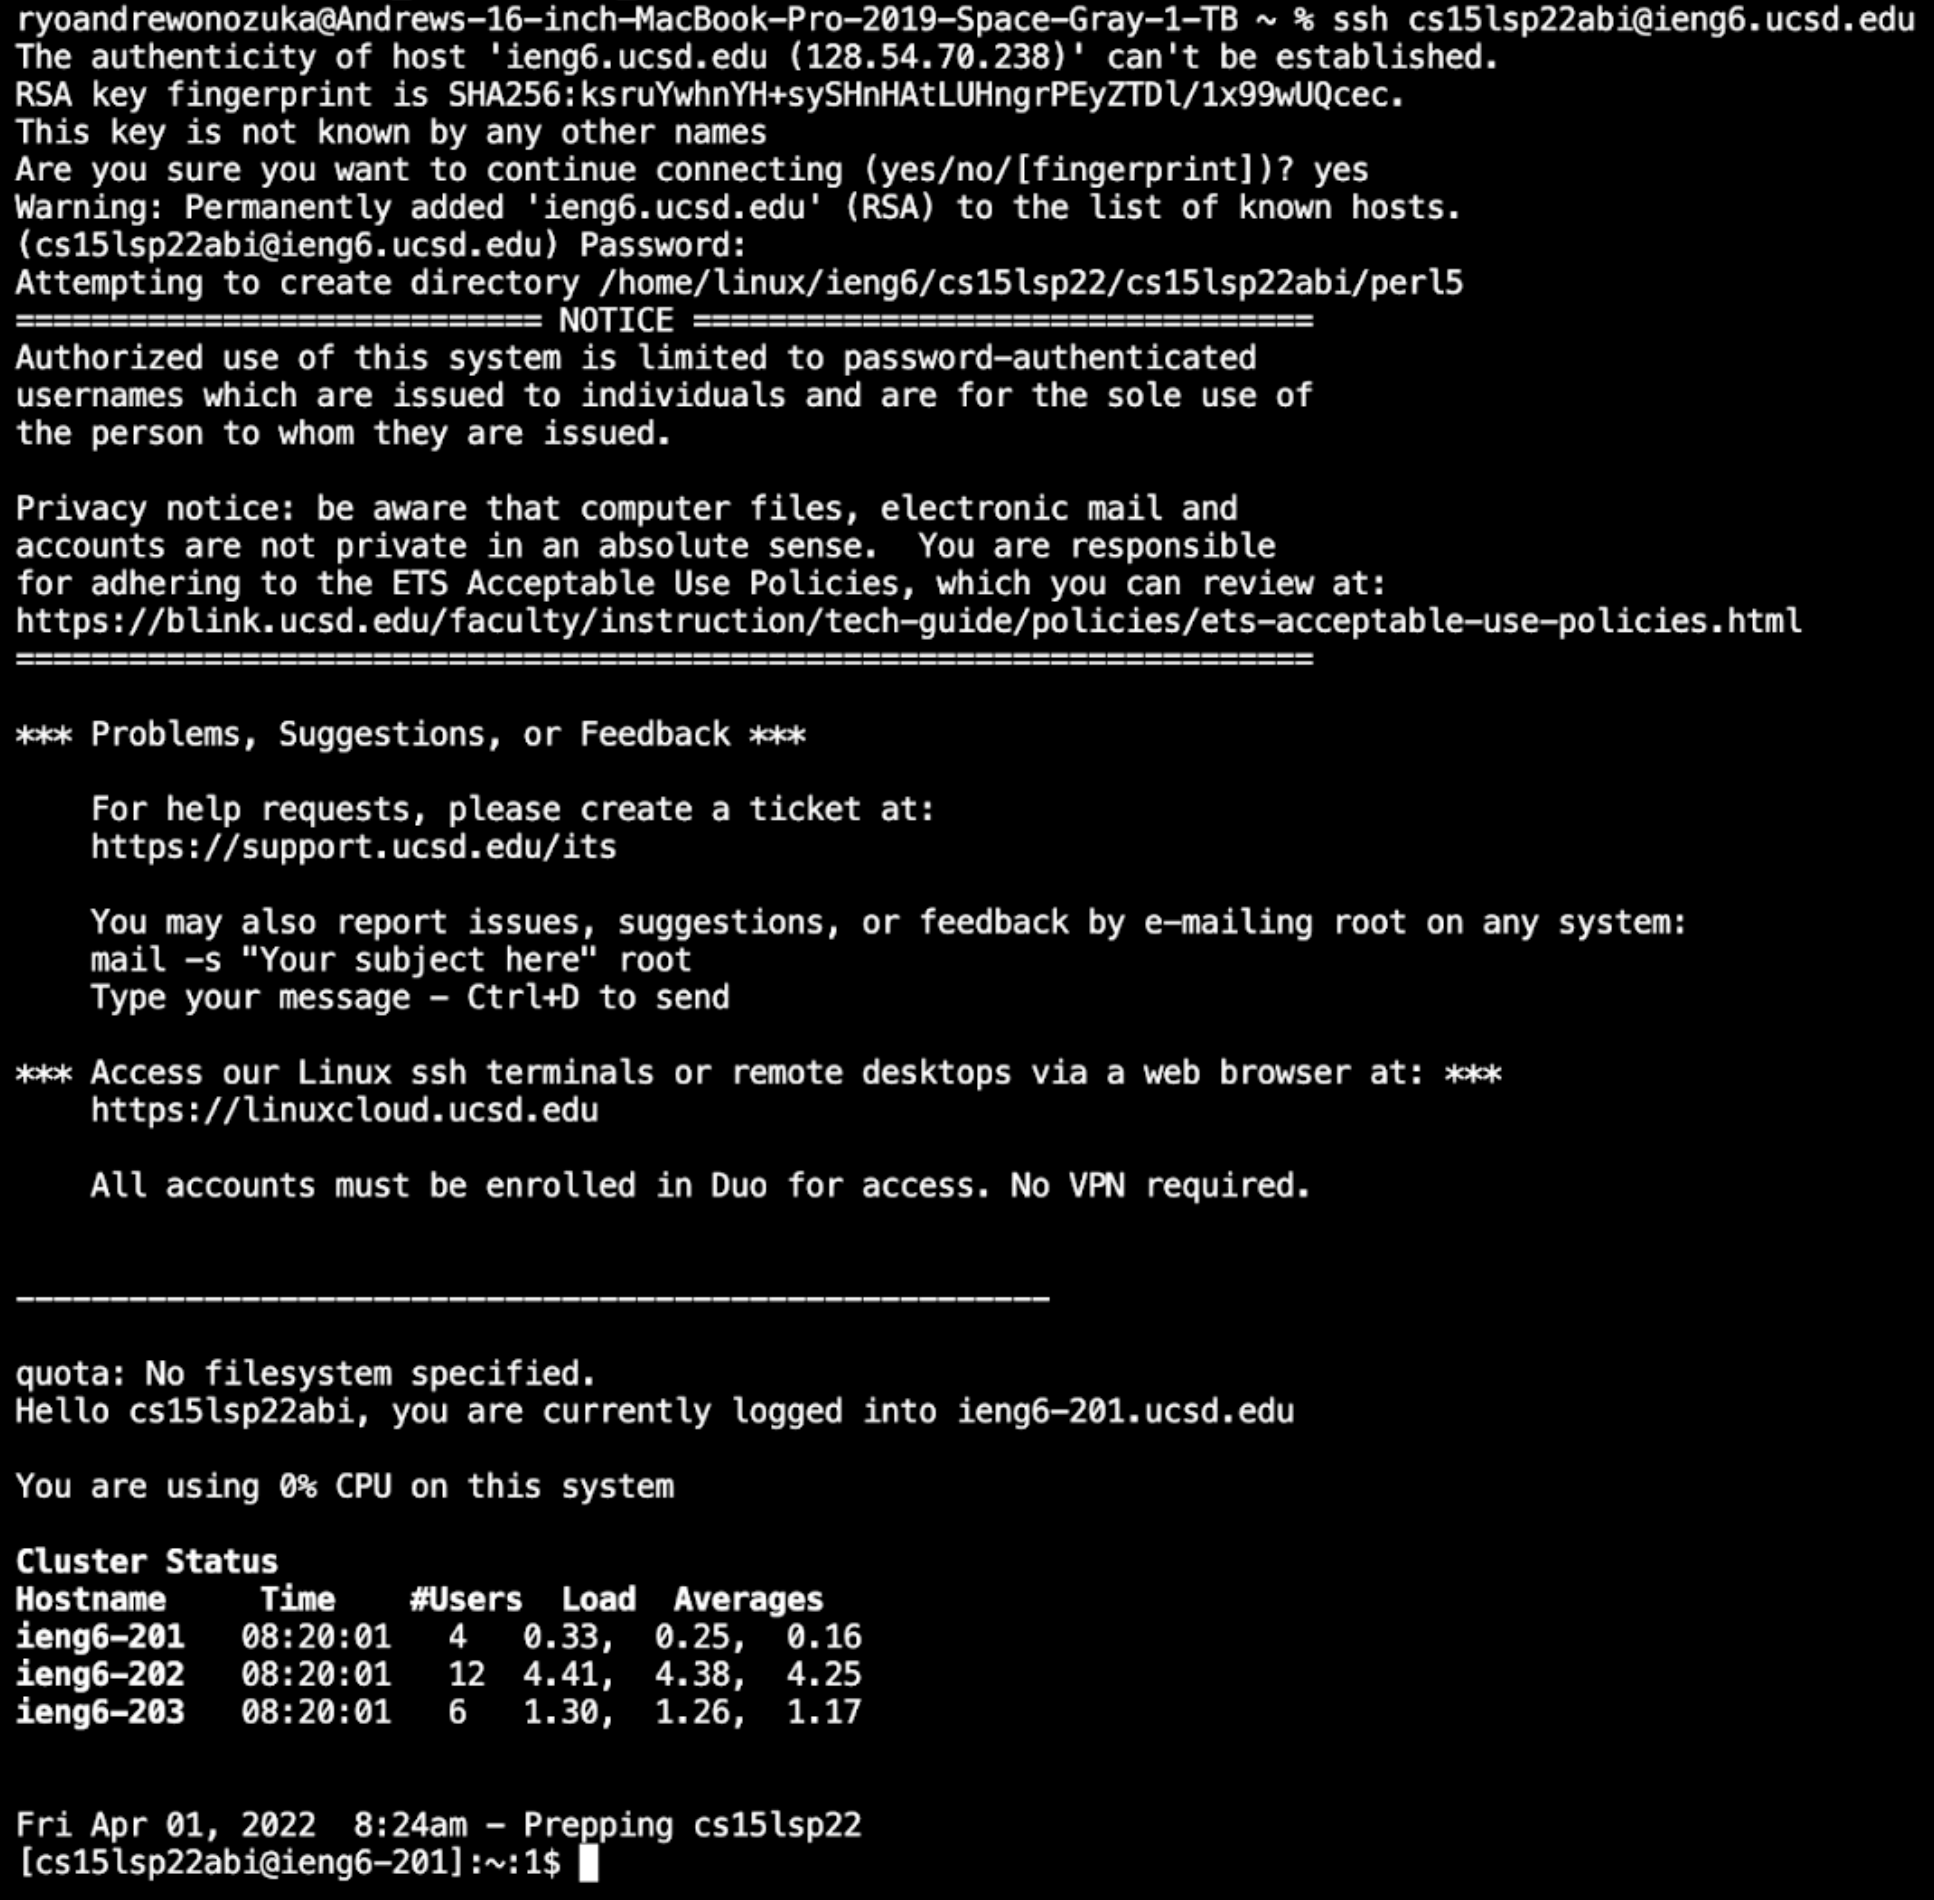 ryoandrewonozuka@Andrews-16-inch-MacBook-Pro-2019-Space-Gray-1-TB ~ % ssh cs15lsp22abi@ieng6.ucsd.edu
The authenticity of host 'ieng6.ucsd.edu (128.54.70.238)' can't be established.
RSA key fingerprint is SHA256:ksruYwhnYH+sySHnHAtLUHngrPEyZTDl/1x99wUQcec.
This key is not known by any other names
Are you sure you want to continue connecting (yes/no/[fingerprint])? yes
Warning: Permanently added 'ieng6.ucsd.edu' (RSA) to the list of known hosts.
(cs15lsp22abi@ieng6.ucsd.edu) Password:
Attempting to create directory /home/linux/ieng6/cs15lsp22/cs15lsp22abi/perl5
============================ NOTICE =================================
Authorized use of this system is limited to password-authenticated
usernames which are issued to individuals and are for the sole use of
the person to whom they are issued.

Privacy notice: be aware that computer files, electronic mail and
accounts are not private in an absolute sense.  You are responsible
for adhering to the ETS Acceptable Use Policies, which you can review at:
https://blink.ucsd.edu/faculty/instruction/tech-guide/policies/ets-acceptable-use-policies.html
=====================================================================

*** Problems, Suggestions, or Feedback ***

    For help requests, please create a ticket at:
    https://support.ucsd.edu/its

    You may also report issues, suggestions, or feedback by e-mailing root on any system:
    mail -s "Your subject here" root
    Type your message - Ctrl+D to send

*** Access our Linux ssh terminals or remote desktops via a web browser at: ***
    https://linuxcloud.ucsd.edu

    All accounts must be enrolled in Duo for access. No VPN required.

-------------------------------------------------------

quota: No filesystem specified.
Hello cs15lsp22abi, you are currently logged into ieng6-201.ucsd.edu

You are using 0% CPU on this system

Cluster Status
Hostname     Time    #Users  Load  Averages
ieng6-201   08:20:01   4   0.33,  0.25,  0.16
ieng6-202   08:20:01   12  4.41,  4.38,  4.25
ieng6-203   08:20:01   6   1.30,  1.26,  1.17

Fri Apr 01, 2022  8:24am - Prepping cs15lsp22
[cs15lsp22abi@ieng6-201]:~:1$